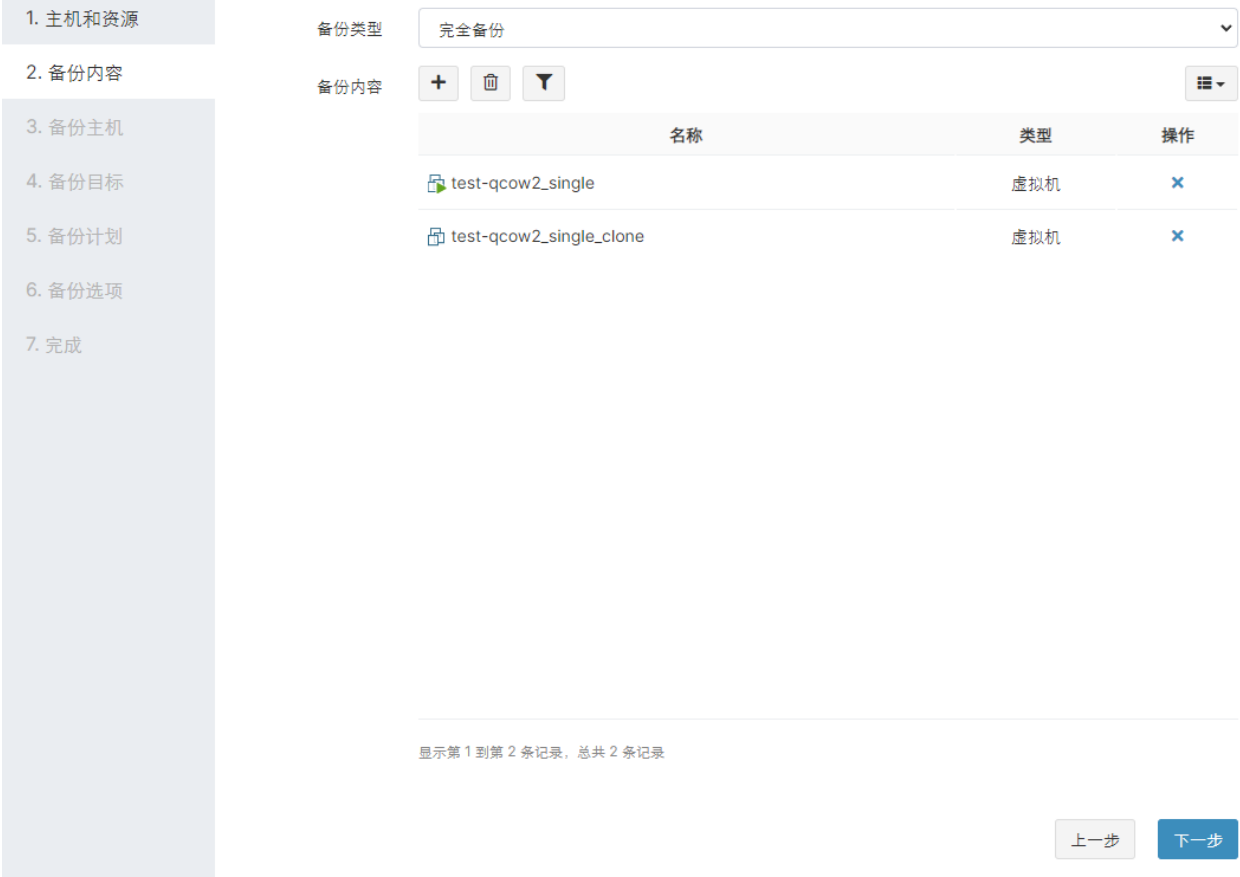 1. 主机和资源
2. 备份内容
3. 备份主机
4. 备份目标
5. 备份计划
6. 备份选项
7. 完成
备份类型 完全备份
备份内容
名称 类型 操作
test-qcow2_single 虚拟机
test-qcow2_single_clone 虚拟机
显示第 1 到第 2 条记录，总共 2 条记录
上一步 下一步